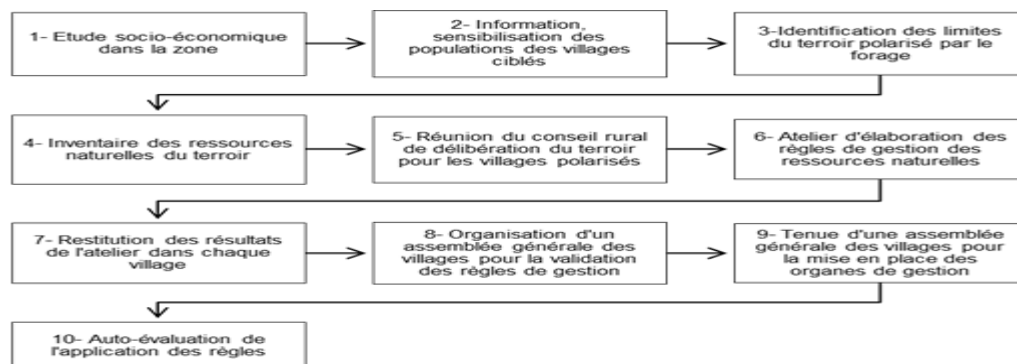 1- Etude socio-économique
dans la zone
2- Information,
sensibilisation des
populations des villages
ciblés
3-Identification des limites
du terroir polarisé par le
forage
4- Inventaire des ressources
naturelles du terroir
5- Réunion du conseil rural
de délibération du terroir
pour les villages polarisés
6- Atelier d'élaboration des
règles de gestion des
ressources naturelles
7- Restitution des résultats
de l'atelier dans chaque
village
8- Organisation d'un
assemblée générale des
villages pour la validation
des règles de gestion
9- Tenue d'une assemblée
générale des villages pour
la mise en place des
organes de gestion
10- Auto-évaluation de
l'application des règles